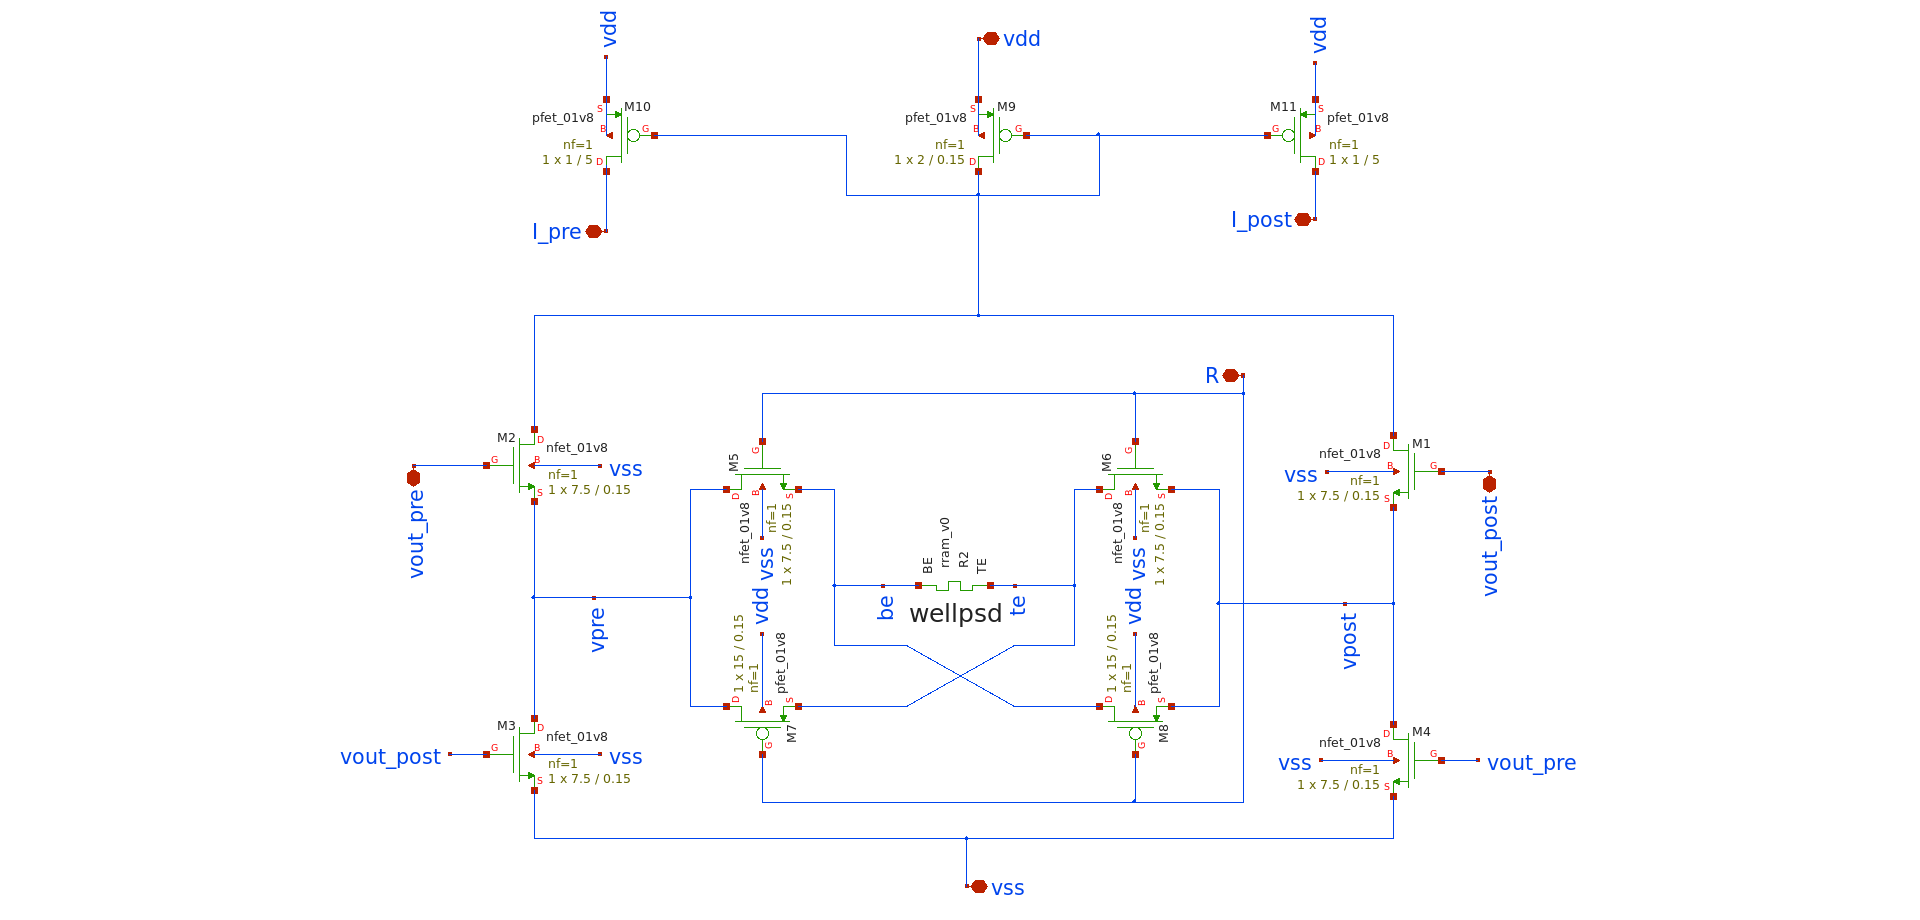 vdd
vdd
vdd
S
M10
pfet_01v8
B
G
nf=1
1 x 1 / 5
D
I_pre
S
M9
pfet_01v8
B
G
nf=1
1 x 2 / 0.15
D
M11
S
pfet_01v8
G
B
nf=1
1 x 1 / 5
D
I_post
R
M2
D
nfet_01v8
G
B
vss
nf=1
1 x 7.5 / 0.15
S
vout_pre
M5
G
D
B
S
nfet_01v8
nf=1
1 x 7.5 / 0.15
vss
M6
G
D
B
S
nfet_01v8
nf=1
1 x 7.5 / 0.15
vss
M1
D
nfet_01v8
vss
B
G
nf=1
1 x 7.5 / 0.15
S
vout_post
BE
rram_v0
R2
TE
be
wellpsd
te
vpre
vpost
vdd
1 x 15 / 0.15
nf=1
pfet_01v8
D
B
S
G
M7
vdd
1 x 15 / 0.15
nf=1
pfet_01v8
D
B
S
G
M8
M3
D
nfet_01v8
vout_post
G
B
vss
nf=1
1 x 7.5 / 0.15
S
M4
D
nfet_01v8
vss
B
G
vout_pre
nf=1
1 x 7.5 / 0.15
S
vss